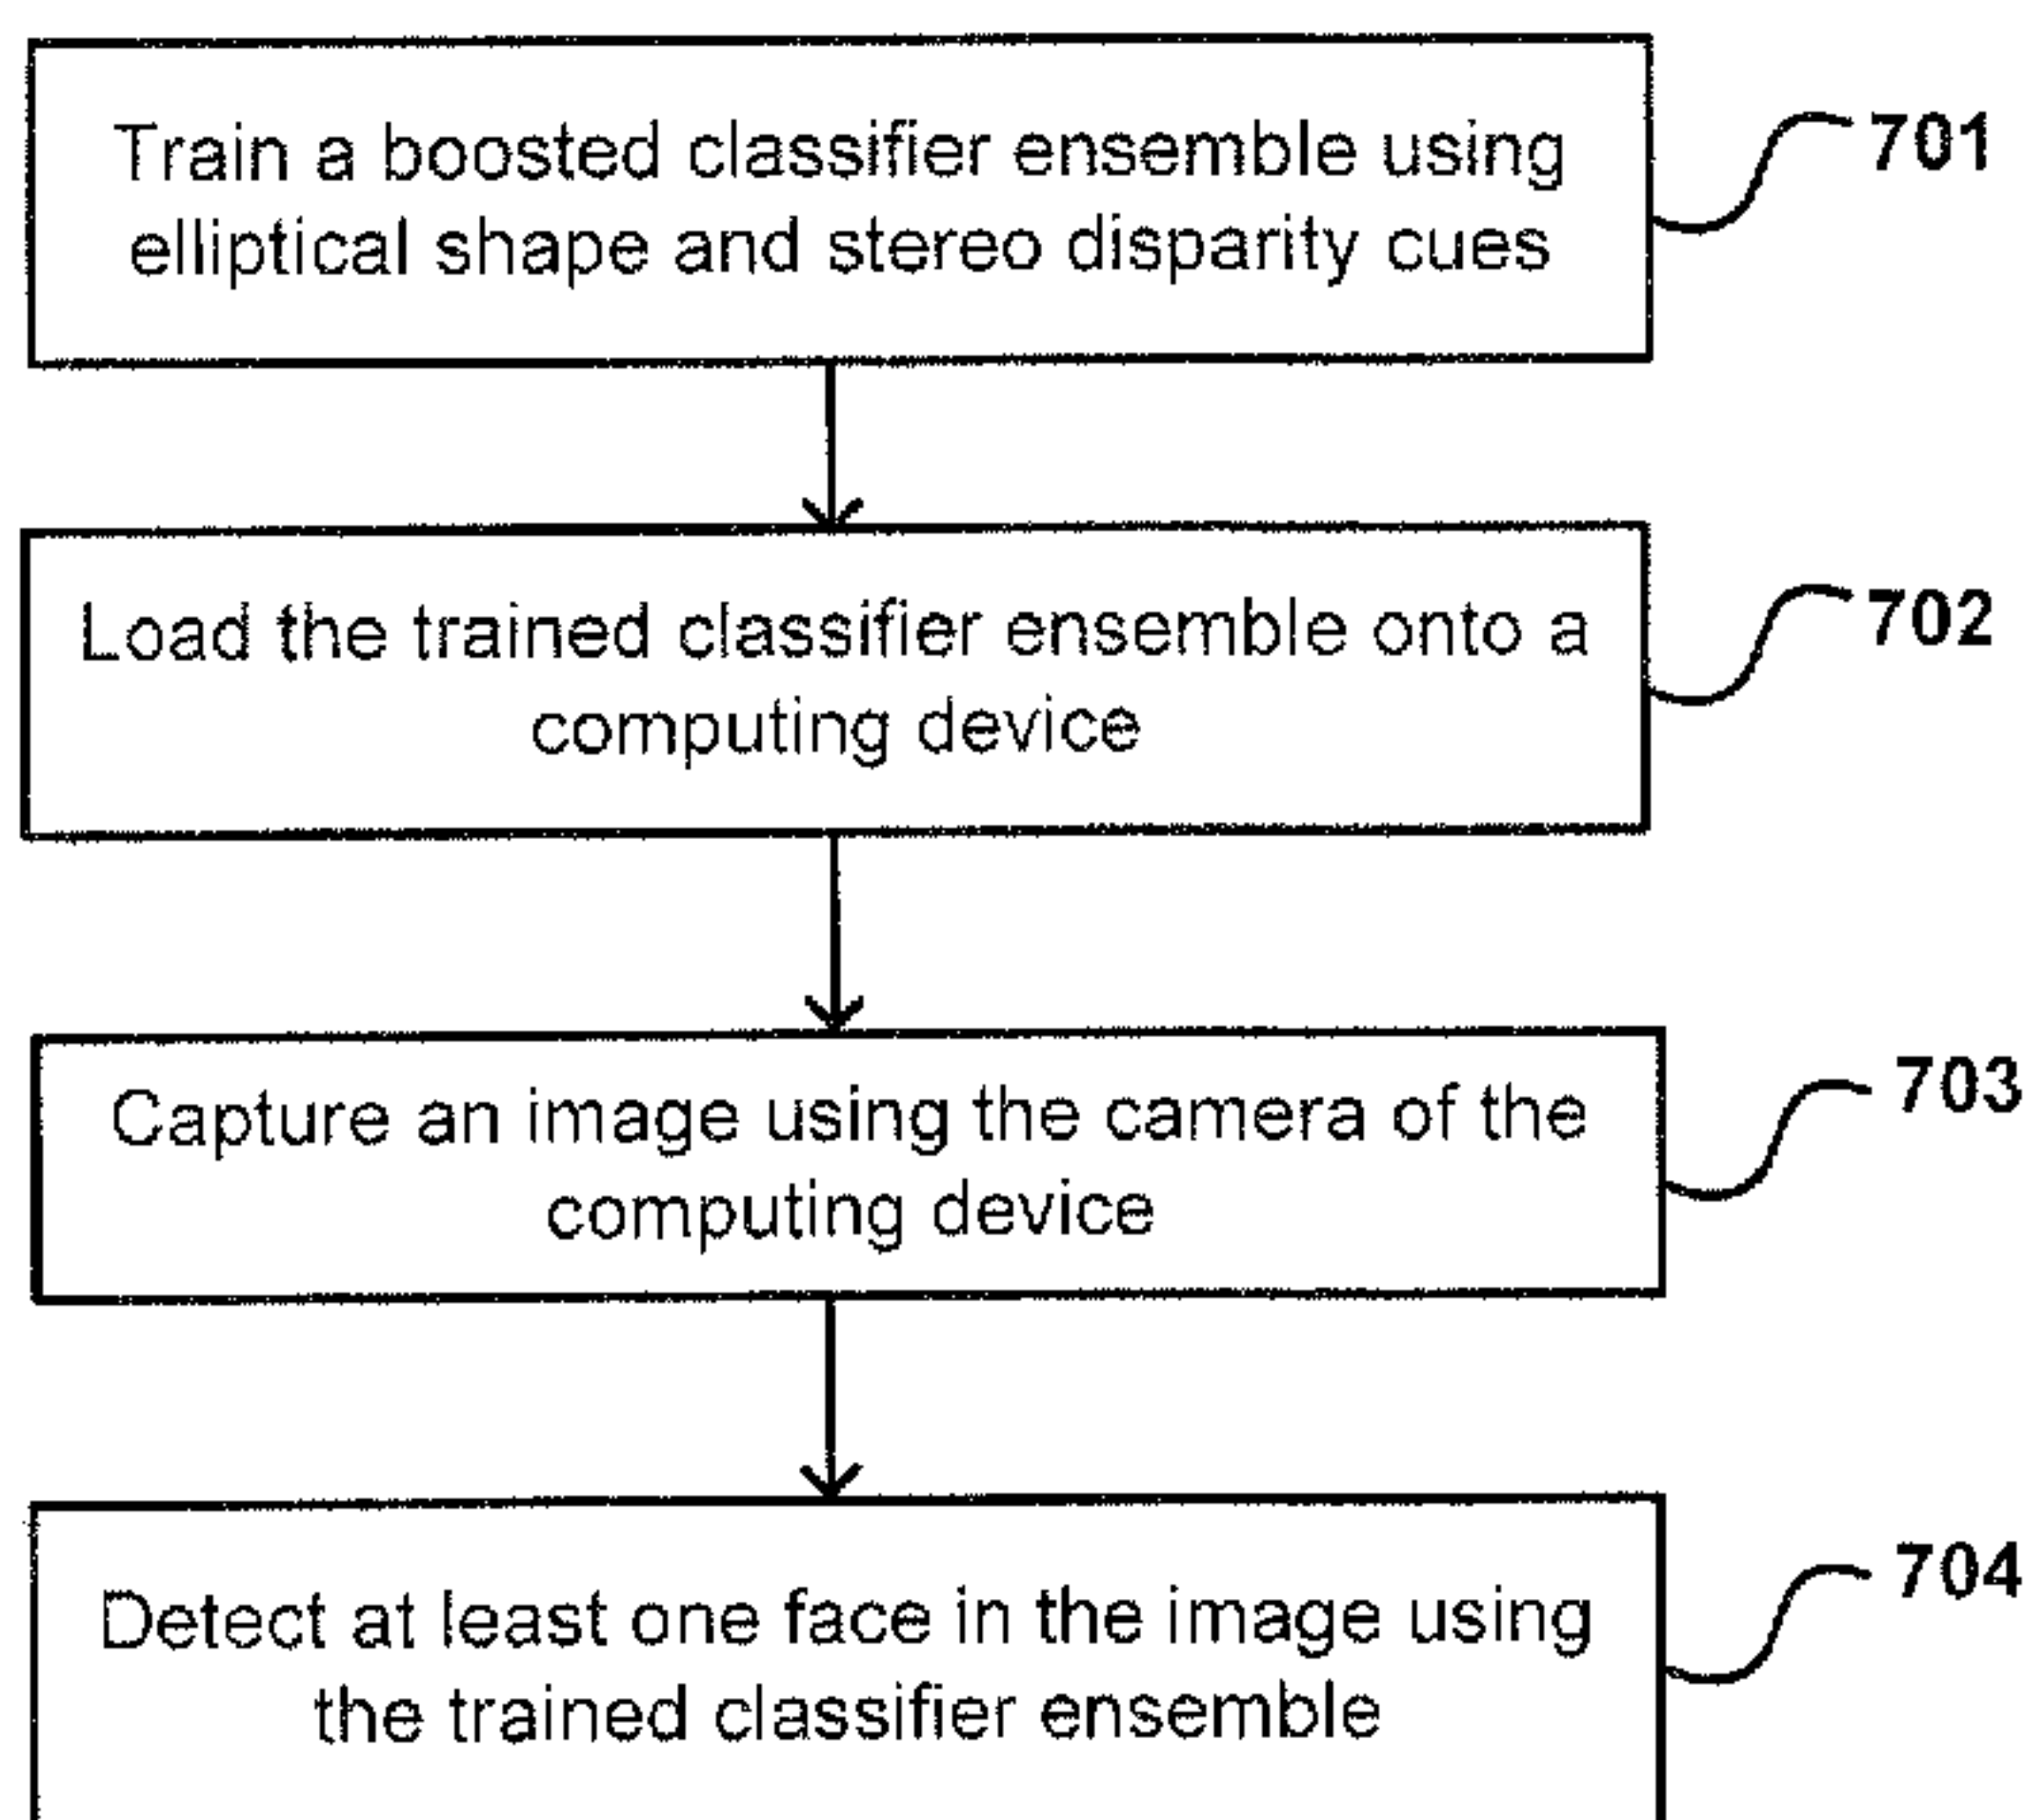 Train a boosted classifier ensemble using
elliptical shape and stereo disparity cues
701
Load the trained classifier ensemble onto a
computing device
702
Capture an image using the camera of the
computing device
703
Detect at least one face in the image using
the trained classifier ensemble
704